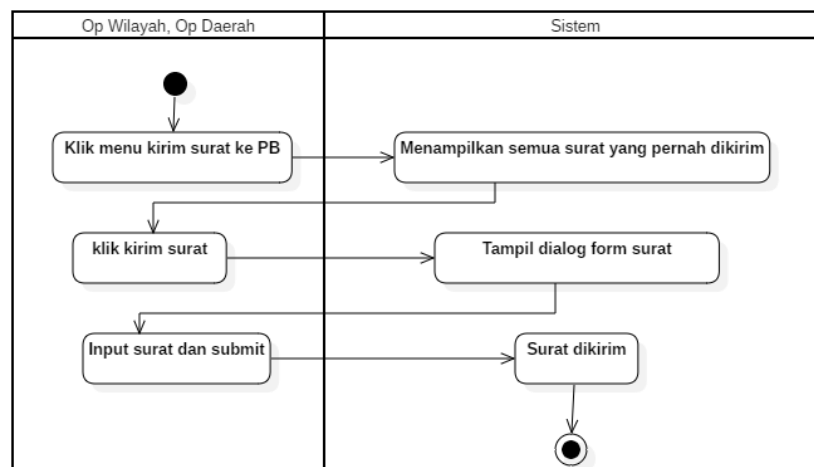 Op Wilayah, Op Daerah
Sistem
Klik menu kirim surat ke PB
Menampilkan semua surat yang pernah dikirim
klik kirim surat
Tampil dialog form surat
Input surat dan submit
Surat dikirim